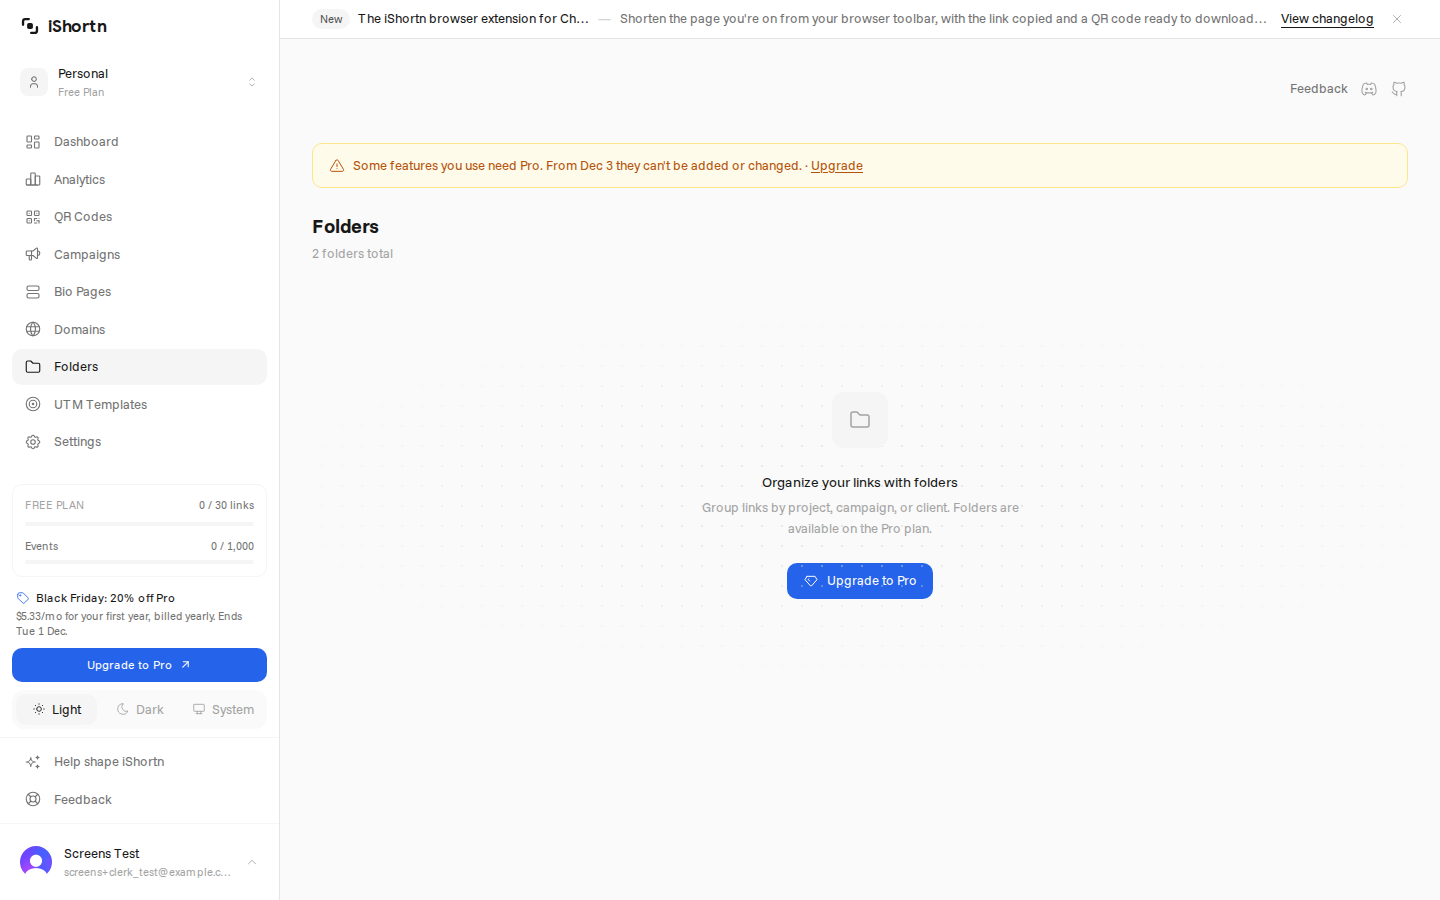 iShortn
Personal
Free Plan
Dashboard
Analytics
QR Codes
Campaigns
Bio Pages
Domains
Folders
UTM Templates
Settings
FREE PLAN
0 / 30 links
Events
0 / 1,000
Black Friday: 20% off Pro
$5.33/mo for your first year, billed yearly. Ends
Tue 1 Dec.
Upgrade to Pro
Light
Dark
System
Help shape iShortn
Feedback
Screens Test
screens+clerk_test@example.c...
New The iShortn browser extension for Ch... — Shorten the page you're on from your browser toolbar, with the link copied and a QR code ready to download... View changelog
Feedback
Some features you use need Pro. From Dec 3 they can't be added or changed. · Upgrade
Folders
2 folders total
Organize your links with folders
Group links by project, campaign, or client. Folders are
available on the Pro plan.
Upgrade to Pro